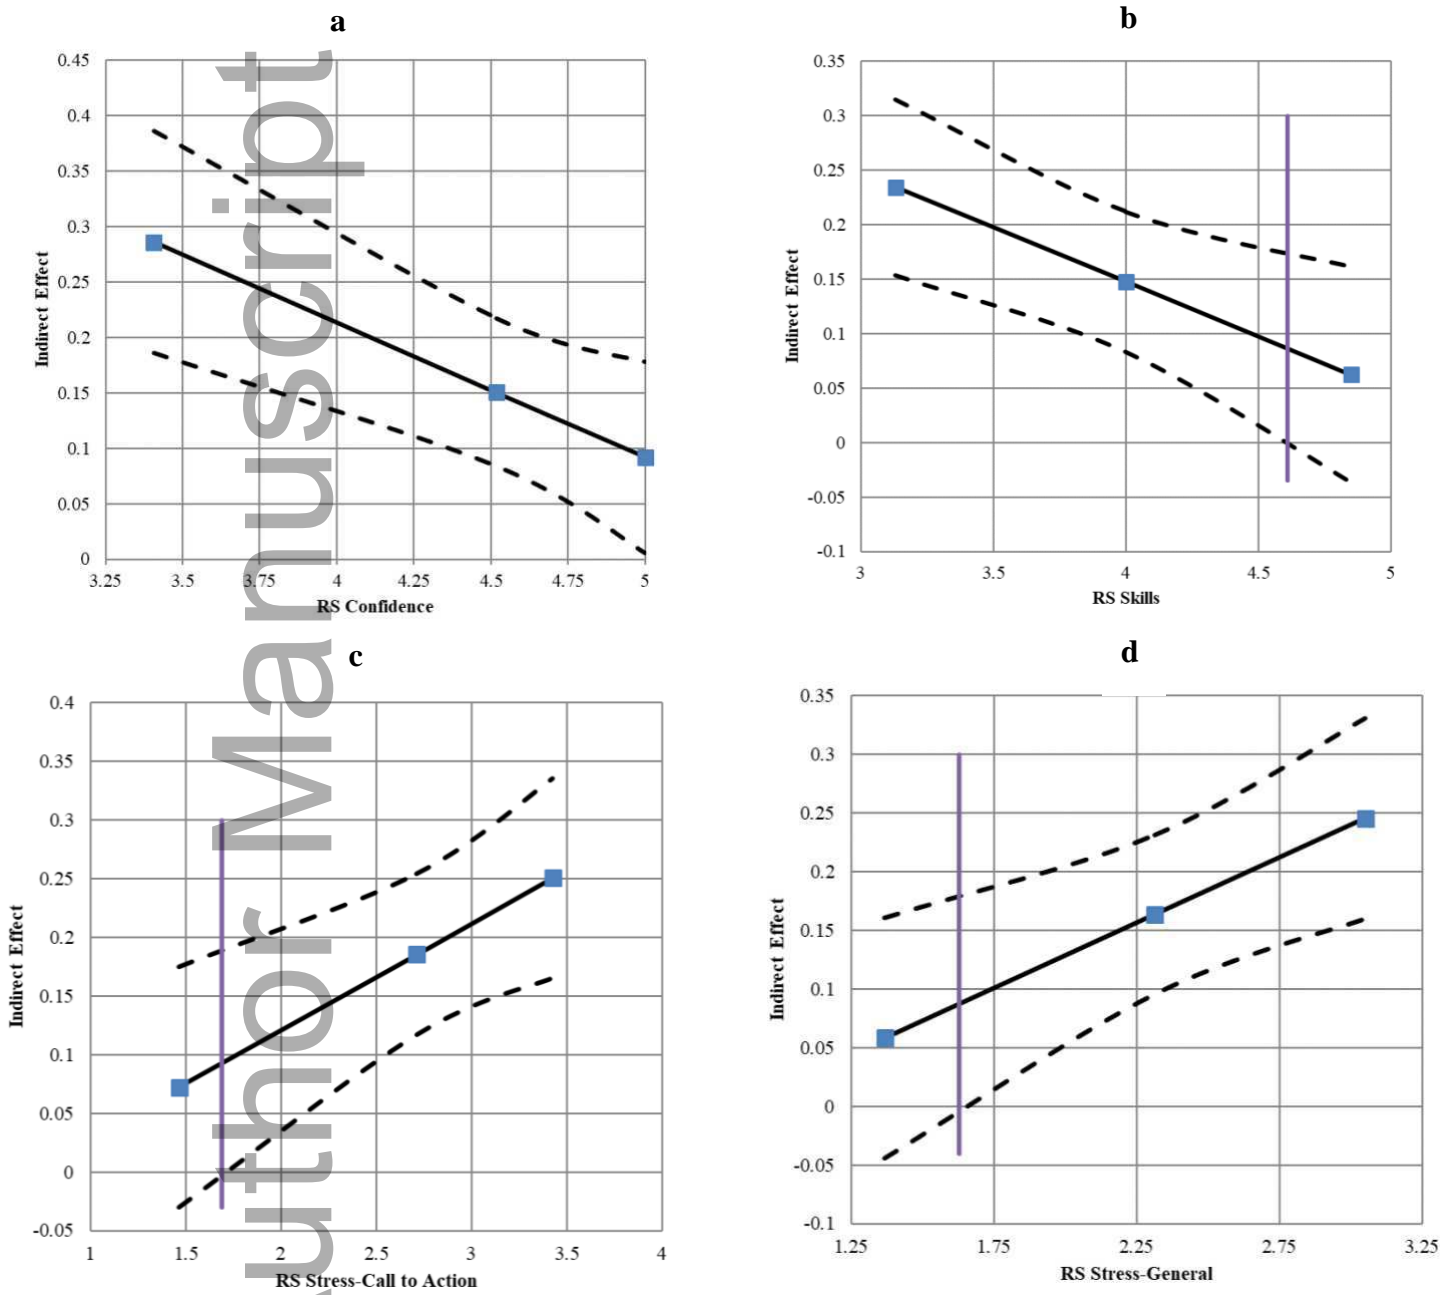 a
0.45
0.4
0.35
0.3
0.25
0.2
0.15
0.1
0.05
0
3.25 3.5 3.75 4 4.25 4.5 4.75 5
Indirect Effect
RS Confidence
b
0.35
0.3
0.25
0.2
0.15
0.1
0.05
0
-0.05
-0.1
3 3.5 4 4.5 5
Indirect Effect
RS Skills
c
0.4
0.35
0.3
0.25
0.2
0.15
0.1
0.05
0
-0.05
1 1.5 2 2.5 3 3.5 4
Indirect Effect
RS Stress-Call to Action
d
0.35
0.3
0.25
0.2
0.15
0.1
0.05
0
-0.05
-0.1
1.25 1.75 2.25 2.75 3.25
Indirect Effect
RS Stress-General
uthor Manuscript